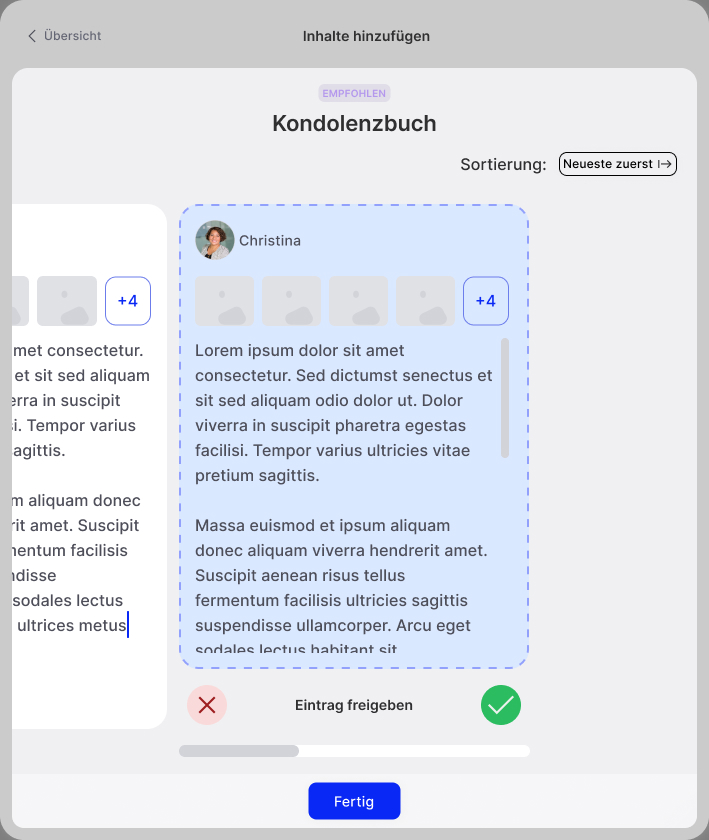 Übersicht
Inhalte hinzufügen
EMPFOHLEN
Kondolenzbuch
Sortierung:
Neueste zuerst
+4
met consectetur.
et sit sed aliquam
erra in suscipit
si. Tempor varius
agittis.
m aliquam donec
rit amet. Suscipit
mentum facilisis
ndisse
sodales lectus
ultrices metus
Christina
+4
Lorem ipsum dolor sit amet
consectetur. Sed dictumst senectus et
sit sed aliquam odio dolor ut. Dolor
viverra in suscipit pharetra egestas
facilisi. Tempor varius ultricies vitae
pretium sagittis.
Massa euismod et ipsum aliquam
donec aliquam viverra hendrerit amet.
Suscipit aenean risus tellus
fermentum facilisis ultricies sagittis
suspendisse ullamcorper. Arcu eget
sodales lectus habitant sit
Eintrag freigeben
Fertig